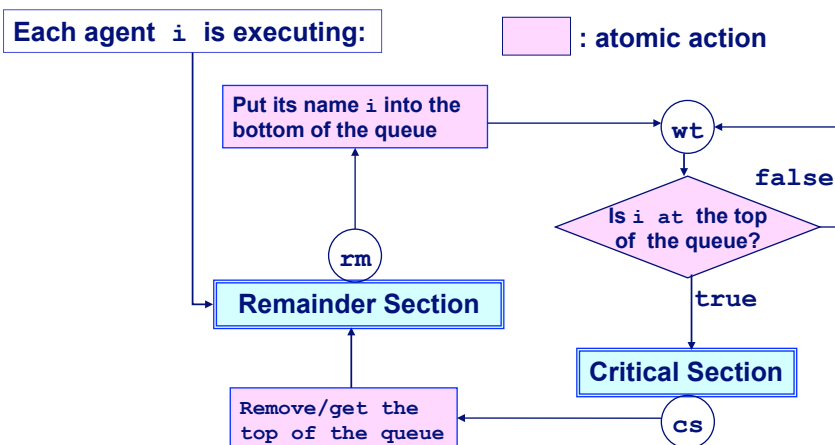 Each agent i is executing:
: atomic action
Put its name i into the
bottom of the queue
wt
false
Is i at the top
of the queue?
rm
Remainder Section
true
Critical Section
Remove/get the
top of the queue
cs